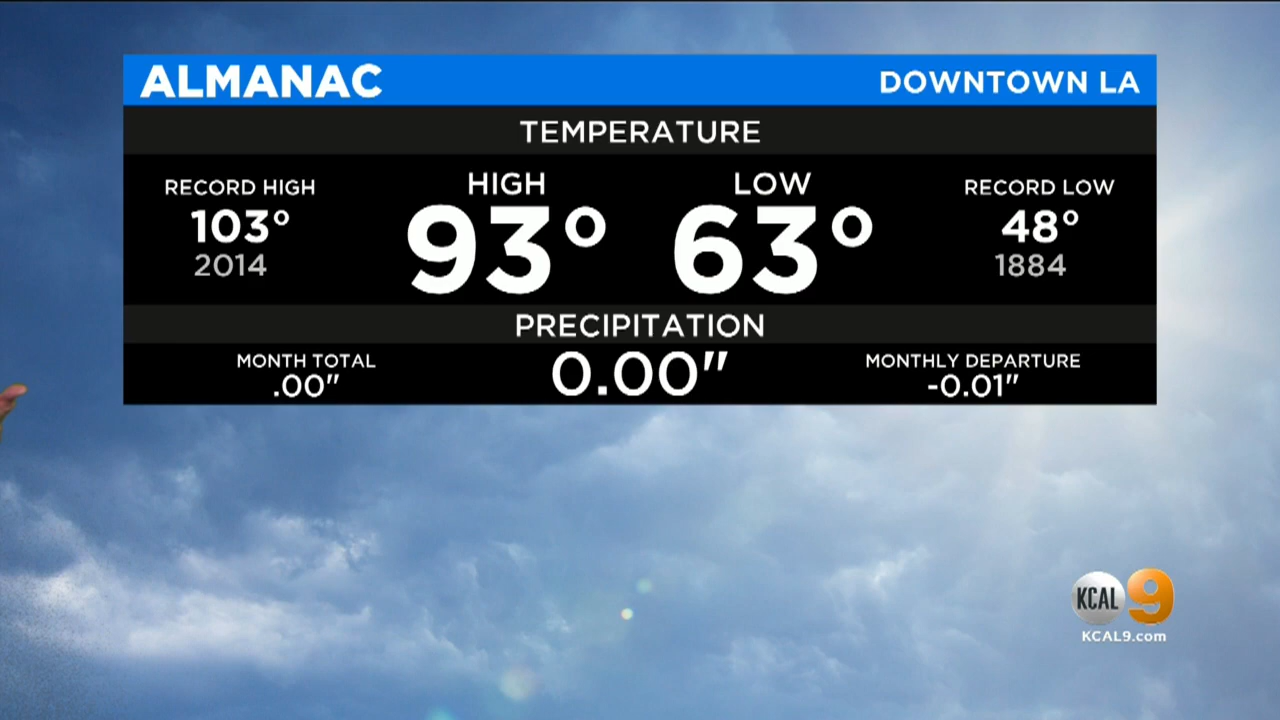 ALMANAC DOWNTOWN LA
TEMPERATURE
RECORD HIGH
103°
2014
HIGH
93°
LOW
63°
RECORD LOW
48°
1884
PRECIPITATION
MONTH TOTAL
.00"
0.00"
MONTHLY DEPARTURE
-0.01"
KCAL 9
KCAL9.com